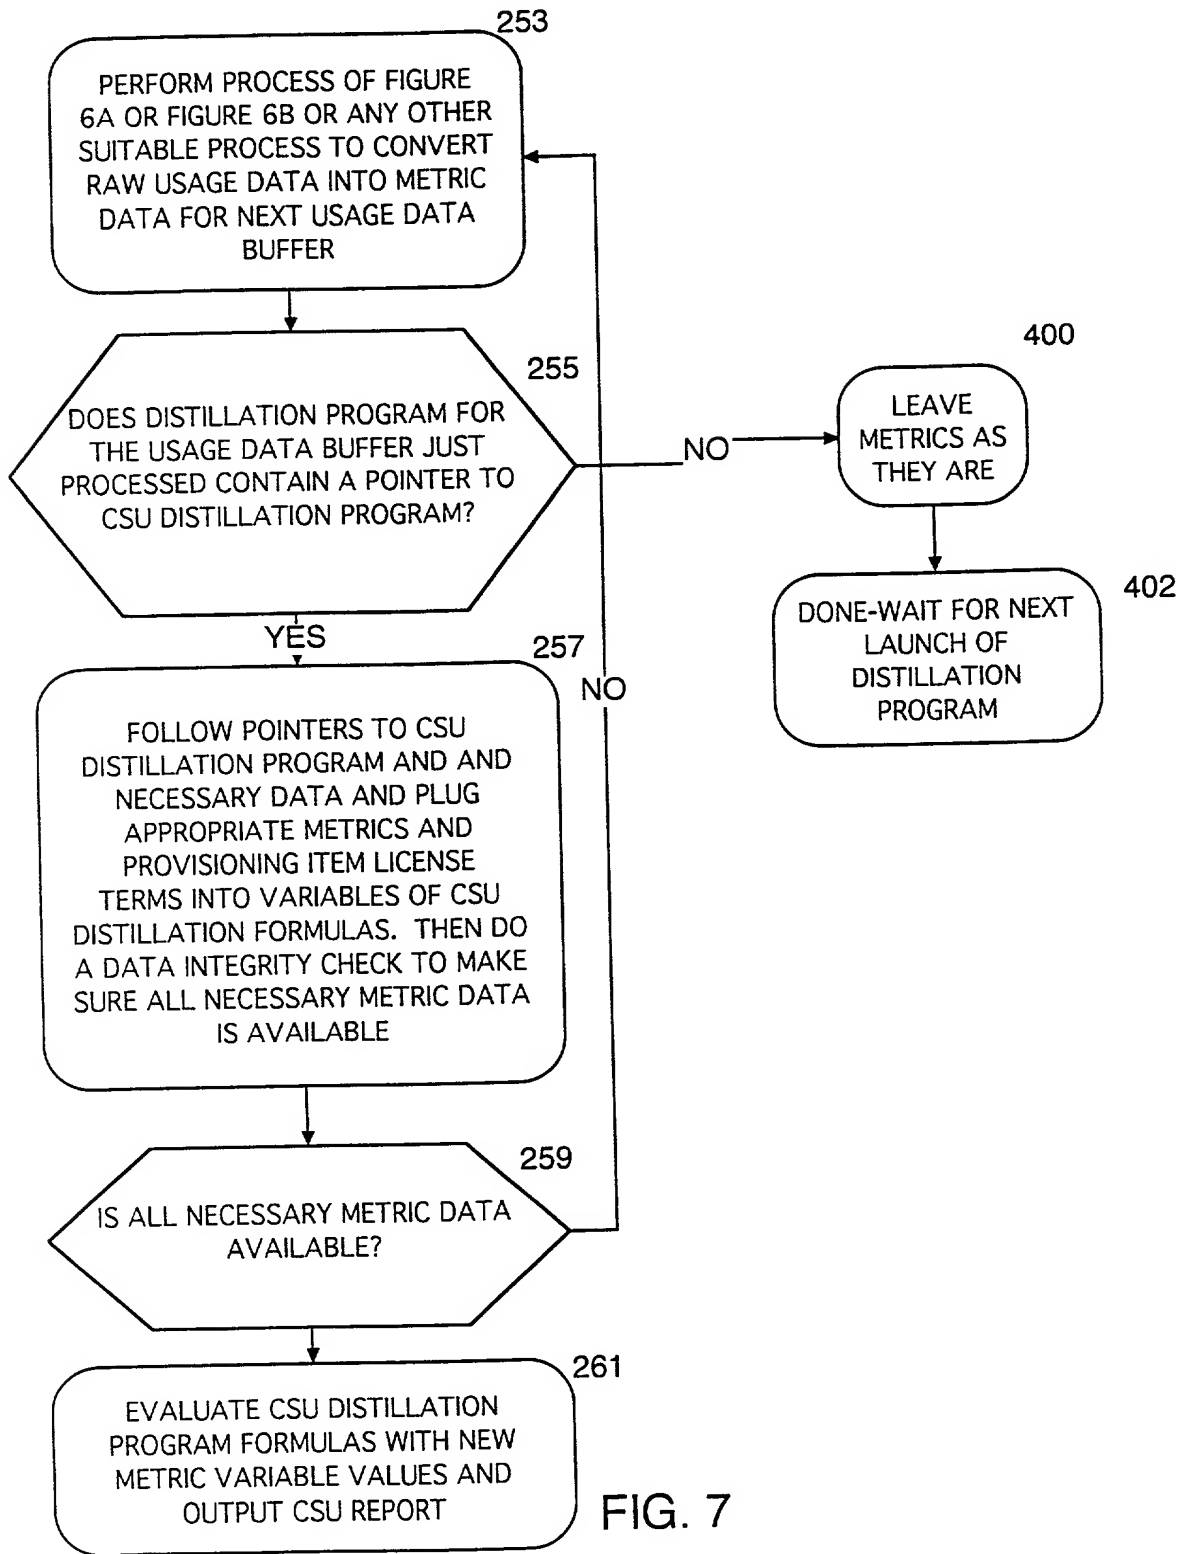 253
PERFORM PROCESS OF FIGURE
6A OR FIGURE 6B OR ANY OTHER
SUITABLE PROCESS TO CONVERT
RAW USAGE DATA INTO METRIC
DATA FOR NEXT USAGE DATA
BUFFER
255
DOES DISTILLATION PROGRAM FOR
THE USAGE DATA BUFFER JUST
PROCESSED CONTAIN A POINTER TO
CSU DISTILLATION PROGRAM?
NO
400
LEAVE
METRICS AS
THEY ARE
402
DONE-WAIT FOR NEXT
LAUNCH OF
DISTILLATION
PROGRAM
YES
257
NO
FOLLOW POINTERS TO CSU
DISTILLATION PROGRAM AND AND
NECESSARY DATA AND PLUG
APPROPRIATE METRICS AND
PROVISIONING ITEM LICENSE
TERMS INTO VARIABLES OF CSU
DISTILLATION FORMULAS. THEN DO
A DATA INTEGRITY CHECK TO MAKE
SURE ALL NECESSARY METRIC DATA
IS AVAILABLE
259
IS ALL NECESSARY METRIC DATA
AVAILABLE?
261
EVALUATE CSU DISTILLATION
PROGRAM FORMULAS WITH NEW
METRIC VARIABLE VALUES AND
OUTPUT CSU REPORT
FIG. 7